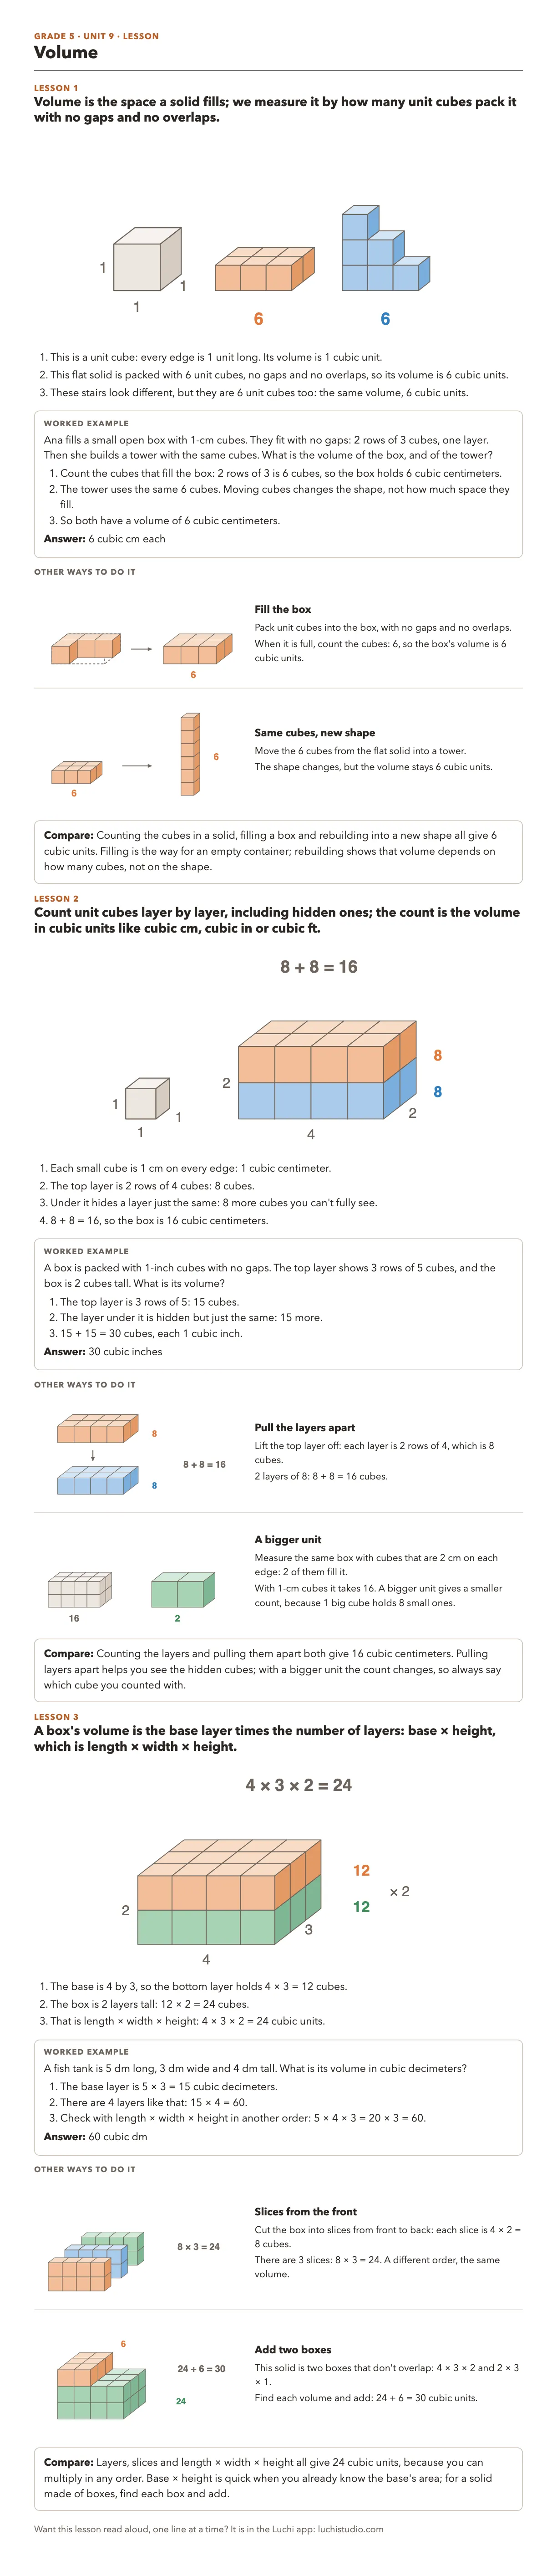 GRADE 5 · UNIT 9 · LESSON
Volume
LESSON 1
Volume is the space a solid fills; we measure it by how many unit cubes pack it
with no gaps and no overlaps.
1
1
1
6
6
1. This is a unit cube: every edge is 1 unit long. Its volume is 1 cubic unit.
2. This flat solid is packed with 6 unit cubes, no gaps and no overlaps, so its volume is 6 cubic units.
3. These stairs look different, but they are 6 unit cubes too: the same volume, 6 cubic units.
WORKED EXAMPLE
Ana fills a small open box with 1-cm cubes. They fit with no gaps: 2 rows of 3 cubes, one layer.
Then she builds a tower with the same cubes. What is the volume of the box, and of the tower?
1. Count the cubes that fill the box: 2 rows of 3 is 6 cubes, so the box holds 6 cubic centimeters.
2. The tower uses the same 6 cubes. Moving cubes changes the shape, not how much space they
fill.
3. So both have a volume of 6 cubic centimeters.
Answer: 6 cubic cm each
OTHER WAYS TO DO IT
6
Fill the box
Pack unit cubes into the box, with no gaps and no overlaps.
When it is full, count the cubes: 6, so the box's volume is 6
cubic units.
6
6
Same cubes, new shape
Move the 6 cubes from the flat solid into a tower.
The shape changes, but the volume stays 6 cubic units.
Compare: Counting the cubes in a solid, filling a box and rebuilding into a new shape all give 6
cubic units. Filling is the way for an empty container; rebuilding shows that volume depends on
how many cubes, not on the shape.
LESSON 2
Count unit cubes layer by layer, including hidden ones; the count is the volume
in cubic units like cubic cm, cubic in or cubic ft.
8 + 8 = 16
1
1
1
2
4
2
8
8
1. Each small cube is 1 cm on every edge: 1 cubic centimeter.
2. The top layer is 2 rows of 4 cubes: 8 cubes.
3. Under it hides a layer just the same: 8 more cubes you can't fully see.
4. 8 + 8 = 16, so the box is 16 cubic centimeters.
WORKED EXAMPLE
A box is packed with 1-inch cubes with no gaps. The top layer shows 3 rows of 5 cubes, and the
box is 2 cubes tall. What is its volume?
1. The top layer is 3 rows of 5: 15 cubes.
2. The layer under it is hidden but just the same: 15 more.
3. 15 + 15 = 30 cubes, each 1 cubic inch.
Answer: 30 cubic inches
OTHER WAYS TO DO IT
8
8 + 8 = 16
8
Pull the layers apart
Lift the top layer off: each layer is 2 rows of 4, which is 8
cubes.
2 layers of 8: 8 + 8 = 16 cubes.
16
2
A bigger unit
Measure the same box with cubes that are 2 cm on each
edge: 2 of them fill it.
With 1-cm cubes it takes 16. A bigger unit gives a smaller
count, because 1 big cube holds 8 small ones.
Compare: Counting the layers and pulling them apart both give 16 cubic centimeters. Pulling
layers apart helps you see the hidden cubes; with a bigger unit the count changes, so always say
which cube you counted with.
LESSON 3
A box's volume is the base layer times the number of layers: base × height,
which is length × width × height.
4 × 3 × 2 = 24
2
4
3
12
12
× 2
1. The base is 4 by 3, so the bottom layer holds 4 × 3 = 12 cubes.
2. The box is 2 layers tall: 12 × 2 = 24 cubes.
3. That is length × width × height: 4 × 3 × 2 = 24 cubic units.
WORKED EXAMPLE
A fish tank is 5 dm long, 3 dm wide and 4 dm tall. What is its volume in cubic decimeters?
1. The base layer is 5 × 3 = 15 cubic decimeters.
2. There are 4 layers like that: 15 × 4 = 60.
3. Check with length × width × height in another order: 5 × 4 × 3 = 20 × 3 = 60.
Answer: 60 cubic dm
OTHER WAYS TO DO IT
8 × 3 = 24
Slices from the front
Cut the box into slices from front to back: each slice is 4 × 2 =
8 cubes.
There are 3 slices: 8 × 3 = 24. A different order, the same
volume.
6
24 + 6 = 30
24
Add two boxes
This solid is two boxes that don't overlap: 4 × 3 × 2 and 2 × 3
× 1.
Find each volume and add: 24 + 6 = 30 cubic units.
Compare: Layers, slices and length × width × height all give 24 cubic units, because you can
multiply in any order. Base × height is quick when you already know the base's area; for a solid
made of boxes, find each box and add.
Want this lesson read aloud, one line at a time? It is in the Luchi app: luchistudio.com